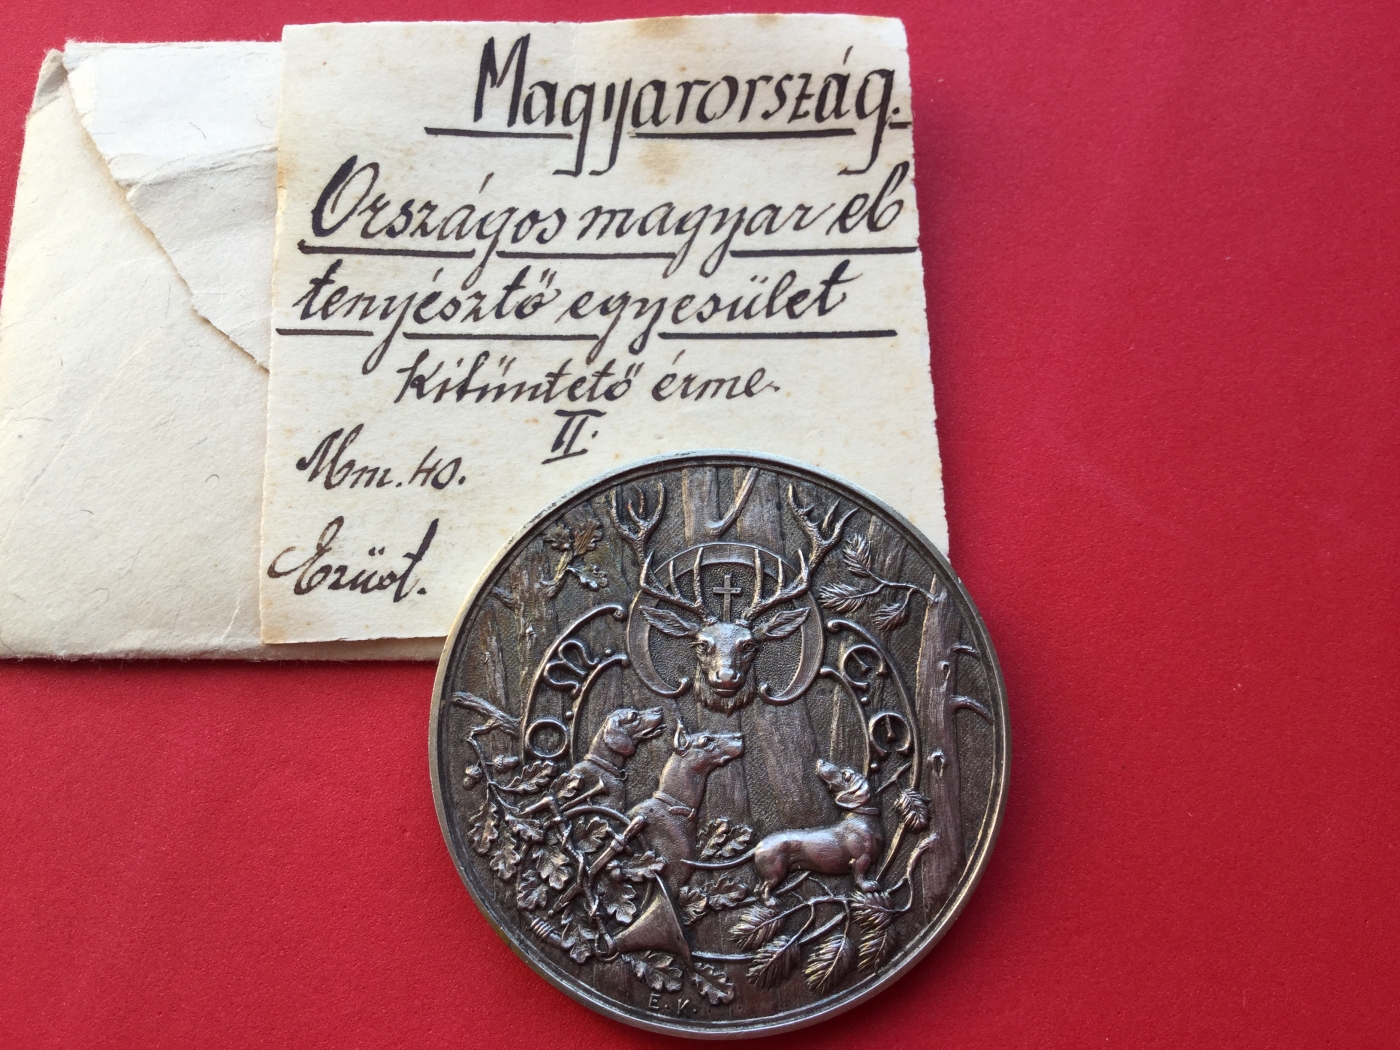 Magyarország.
Országos magyar eb
tenyésztő egyesület
kitüntető érme
II.
Mm. 40.
Ezüst.
O. M. E. E.
E. K.